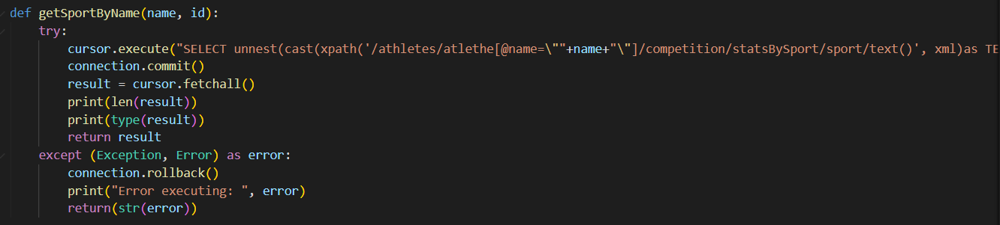 def getSportByName(name, id):
    try:
        cursor.execute("SELECT unnest(cast(xpath('/athletes/atlethe[@name=\""+name+"\"]/competition/statsBySport/sport/text()', xml)as TE
        connection.commit()
        result = cursor.fetchall()
        print(len(result))
        print(type(result))
        return result
    except (Exception, Error) as error:
        connection.rollback()
        print("Error executing: ", error)
        return(str(error))